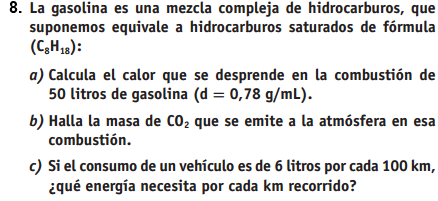 8. La gasolina es una mezcla compleja de hidrocarburos, que
suponemos equivale a hidrocarburos saturados de fórmula
(C₈H₁₈):
a) Calcula el calor que se desprende en la combustión de
50 litros de gasolina (d = 0,78 g/mL).
b) Halla la masa de CO₂ que se emite a la atmósfera en esa
combustión.
c) Si el consumo de un vehículo es de 6 litros por cada 100 km,
¿qué energía necesita por cada km recorrido?